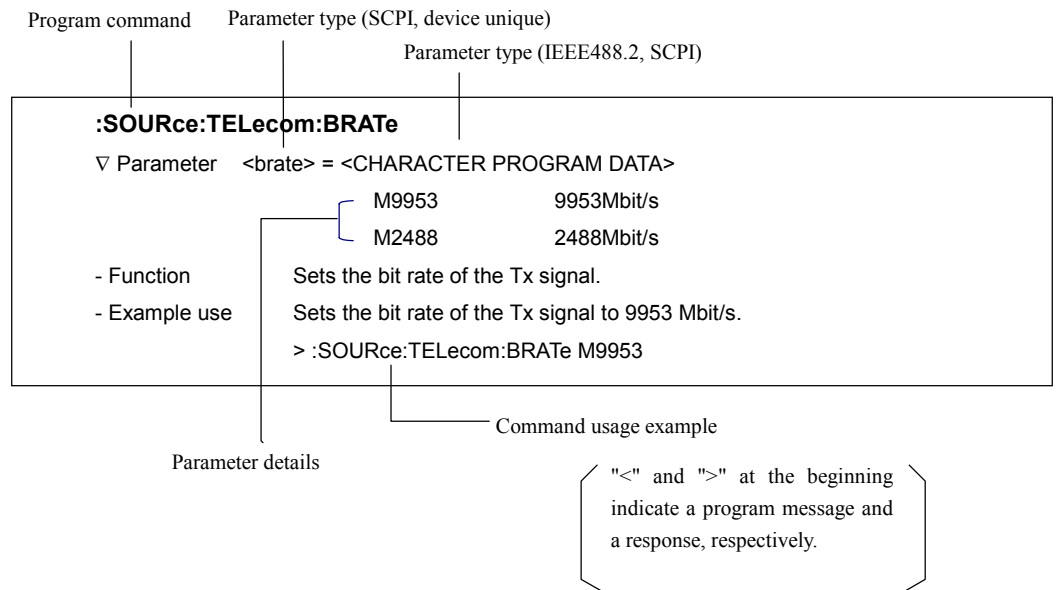 Program command Parameter type (SCPI, device unique)
Parameter type (IEEE488.2, SCPI)
:SOURce:TELecom:BRATe
∇ Parameter <brate> = <CHARACTER PROGRAM DATA>
M9953 9953Mbit/s
M2488 2488Mbit/s
- Function Sets the bit rate of the Tx signal.
- Example use Sets the bit rate of the Tx signal to 9953 Mbit/s.
> :SOURce:TELecom:BRATe M9953
Command usage example
Parameter details
"<" and ">" at the beginning
indicate a program message and
a response, respectively.